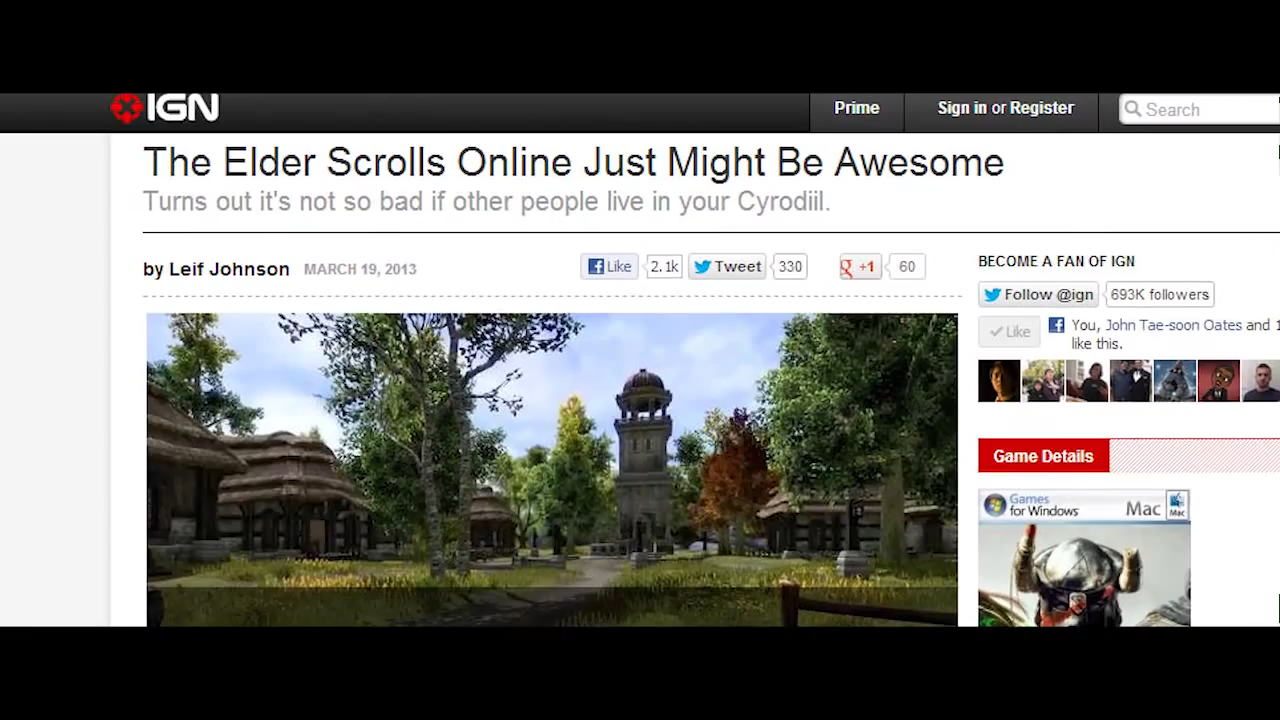 IGN
Prime
Sign in or Register
Search
The Elder Scrolls Online Just Might Be Awesome
Turns out it's not so bad if other people live in your Cyrodiil.
by Leif Johnson MARCH 19, 2013
Like 2.1k Tweet 330 g +1 60
BECOME A FAN OF IGN
Follow @ign 693K followers
Like You, John Tae-soon Oates and 1
like this.
Game Details
Games
for Windows
Mac
Mac